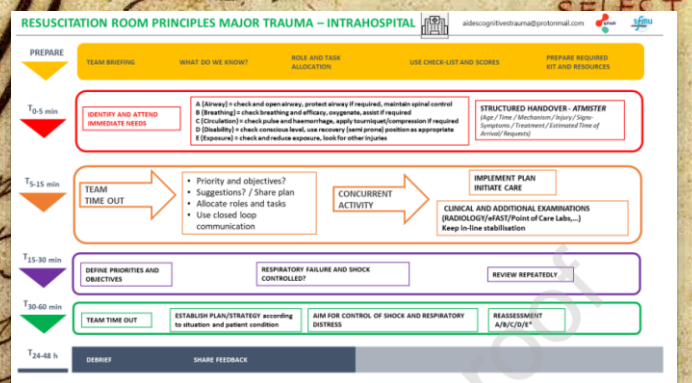 SELECT
RESUSCITATION ROOM PRINCIPLES MAJOR TRAUMA – INTRAHOSPITAL
aidescognitivestrauma@protonmail.com
sfmu
PREPARE
TEAM BRIEFING
WHAT DO WE KNOW?
ROLE AND TASK
ALLOCATION
USE CHECK-LIST AND SCORES
PREPARE REQUIRED
KIT AND RESOURCES
T0-5 min
IDENTIFY AND ATTEND
IMMEDIATE NEEDS
A (Airway) = check and open airway, protect airway if required, maintain spinal control
B (Breathing) = check breathing and efficacy, oxygenate, assist if required
C (Circulation) = check pulse and haemorrhage, apply tourniquet/compression if required
D (Disability) = check conscious level, use recovery (semi prone) position as appropriate
E (Exposure) = check and reduce exposure, look for other injuries
STRUCTURED HANDOVER - ATMISTER
(Age / Time / Mechanism / Injury / Signs-
Symptoms / Treatment / Estimated Time of
Arrival/ Requests)
T5-15 min
TEAM
TIME OUT
• Priority and objectives?
• Suggestions? / Share plan
• Allocate roles and tasks
• Use closed loop
communication
CONCURRENT
ACTIVITY
IMPLEMENT PLAN
INITIATE CARE
CLINICAL AND ADDITIONAL EXAMINATIONS
(RADIOLOGY/eFAST/Point of Care Labs,...)
Keep in-line stabilisation
T15-30 min
DEFINE PRIORITIES AND
OBJECTIVES
RESPIRATORY FAILURE AND SHOCK
CONTROLLED?
REVIEW REPEATEDLY
T30-60 min
TEAM TIME OUT
ESTABLISH PLAN/STRATEGY according
to situation and patient condition
AIM FOR CONTROL OF SHOCK AND RESPIRATORY
DISTRESS
REASSESSMENT
A/B/C/D/E*
T24-48 h
DEBRIEF
SHARE FEEDBACK
proof